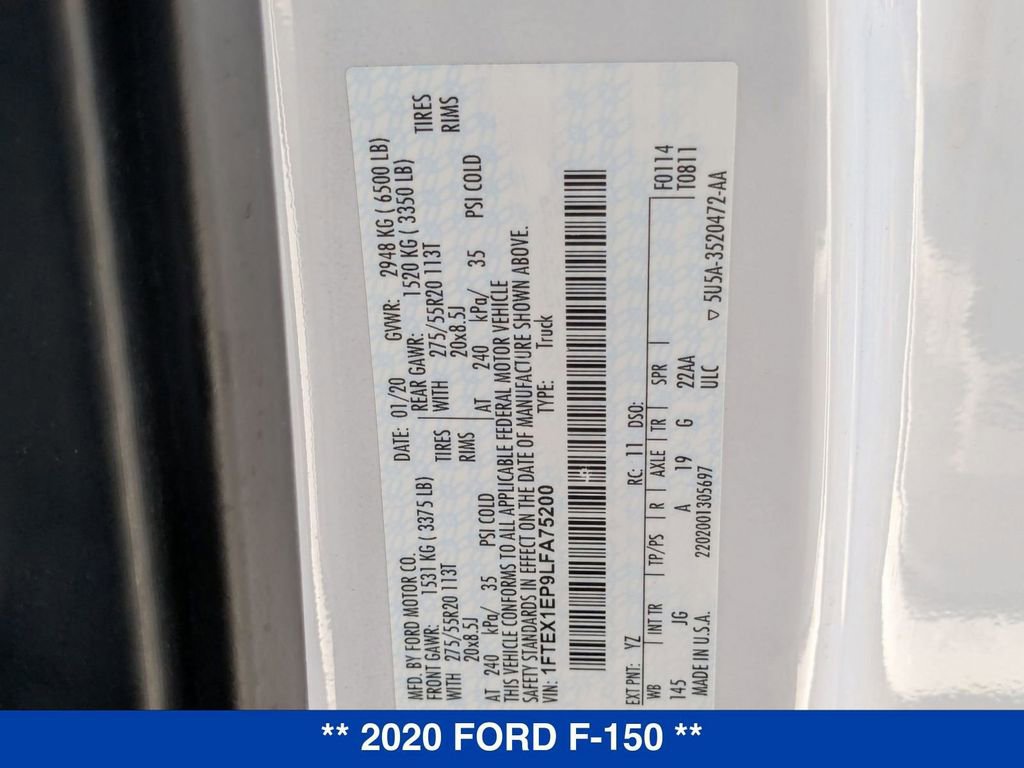 MFD. BY FORD MOTOR CO.
DATE: 01/20 GVWR: 2948 KG ( 6500 LB)
FRONT GAWR: 1531 KG ( 3375 LB) REAR GAWR: 1520 KG ( 3350 LB)
WITH 275/55R20 113T TIRES WITH 275/55R20 113T TIRES
20x8.5J RIMS 20x8.5J RIMS
AT 240 kPa/ 35 PSI COLD AT 240 kPa/ 35 PSI COLD
THIS VEHICLE CONFORMS TO ALL APPLICABLE FEDERAL MOTOR VEHICLE
SAFETY STANDARDS IN EFFECT ON THE DATE OF MANUFACTURE SHOWN ABOVE.
VIN: 1FTEX1EP9LFA75200 TYPE: Truck
EXT PNT: YZ RC: 11 DSO: F0114
WB INT TR TP/PS R AXLE TR SPR T0811
145 JG A 19 G 22AA
MADE IN U.S.A. 22020001305697 ULC
▽ 5U5A-3520472-AA
** 2020 FORD F-150 **